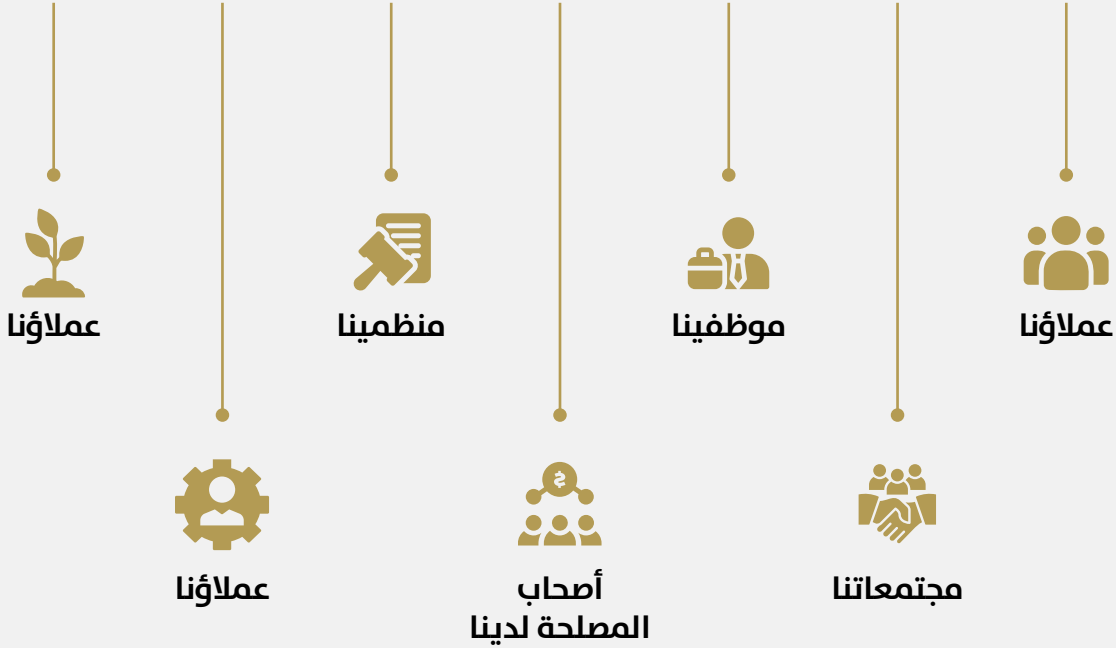 عملاؤنا
موظفينا
منظمينا
عملاؤنا
مجتمعاتنا
أصحاب
المصلحة لدينا
عملاؤنا